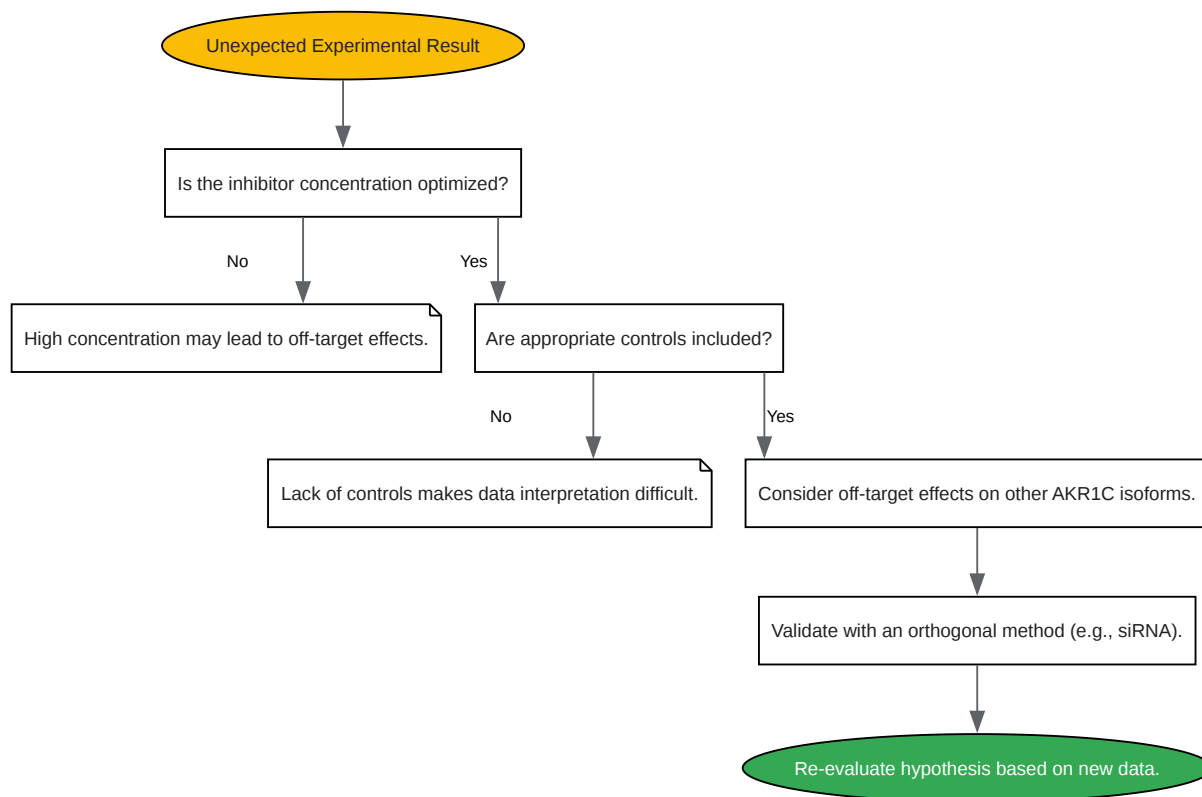 Unexpected Experimental Result
Is the inhibitor concentration optimized?
No
Yes
High concentration may lead to off-target effects.
Are appropriate controls included?
No
Yes
Lack of controls makes data interpretation difficult.
Consider off-target effects on other AKR1C isoforms.
Validate with an orthogonal method (e.g., siRNA).
Re-evaluate hypothesis based on new data.